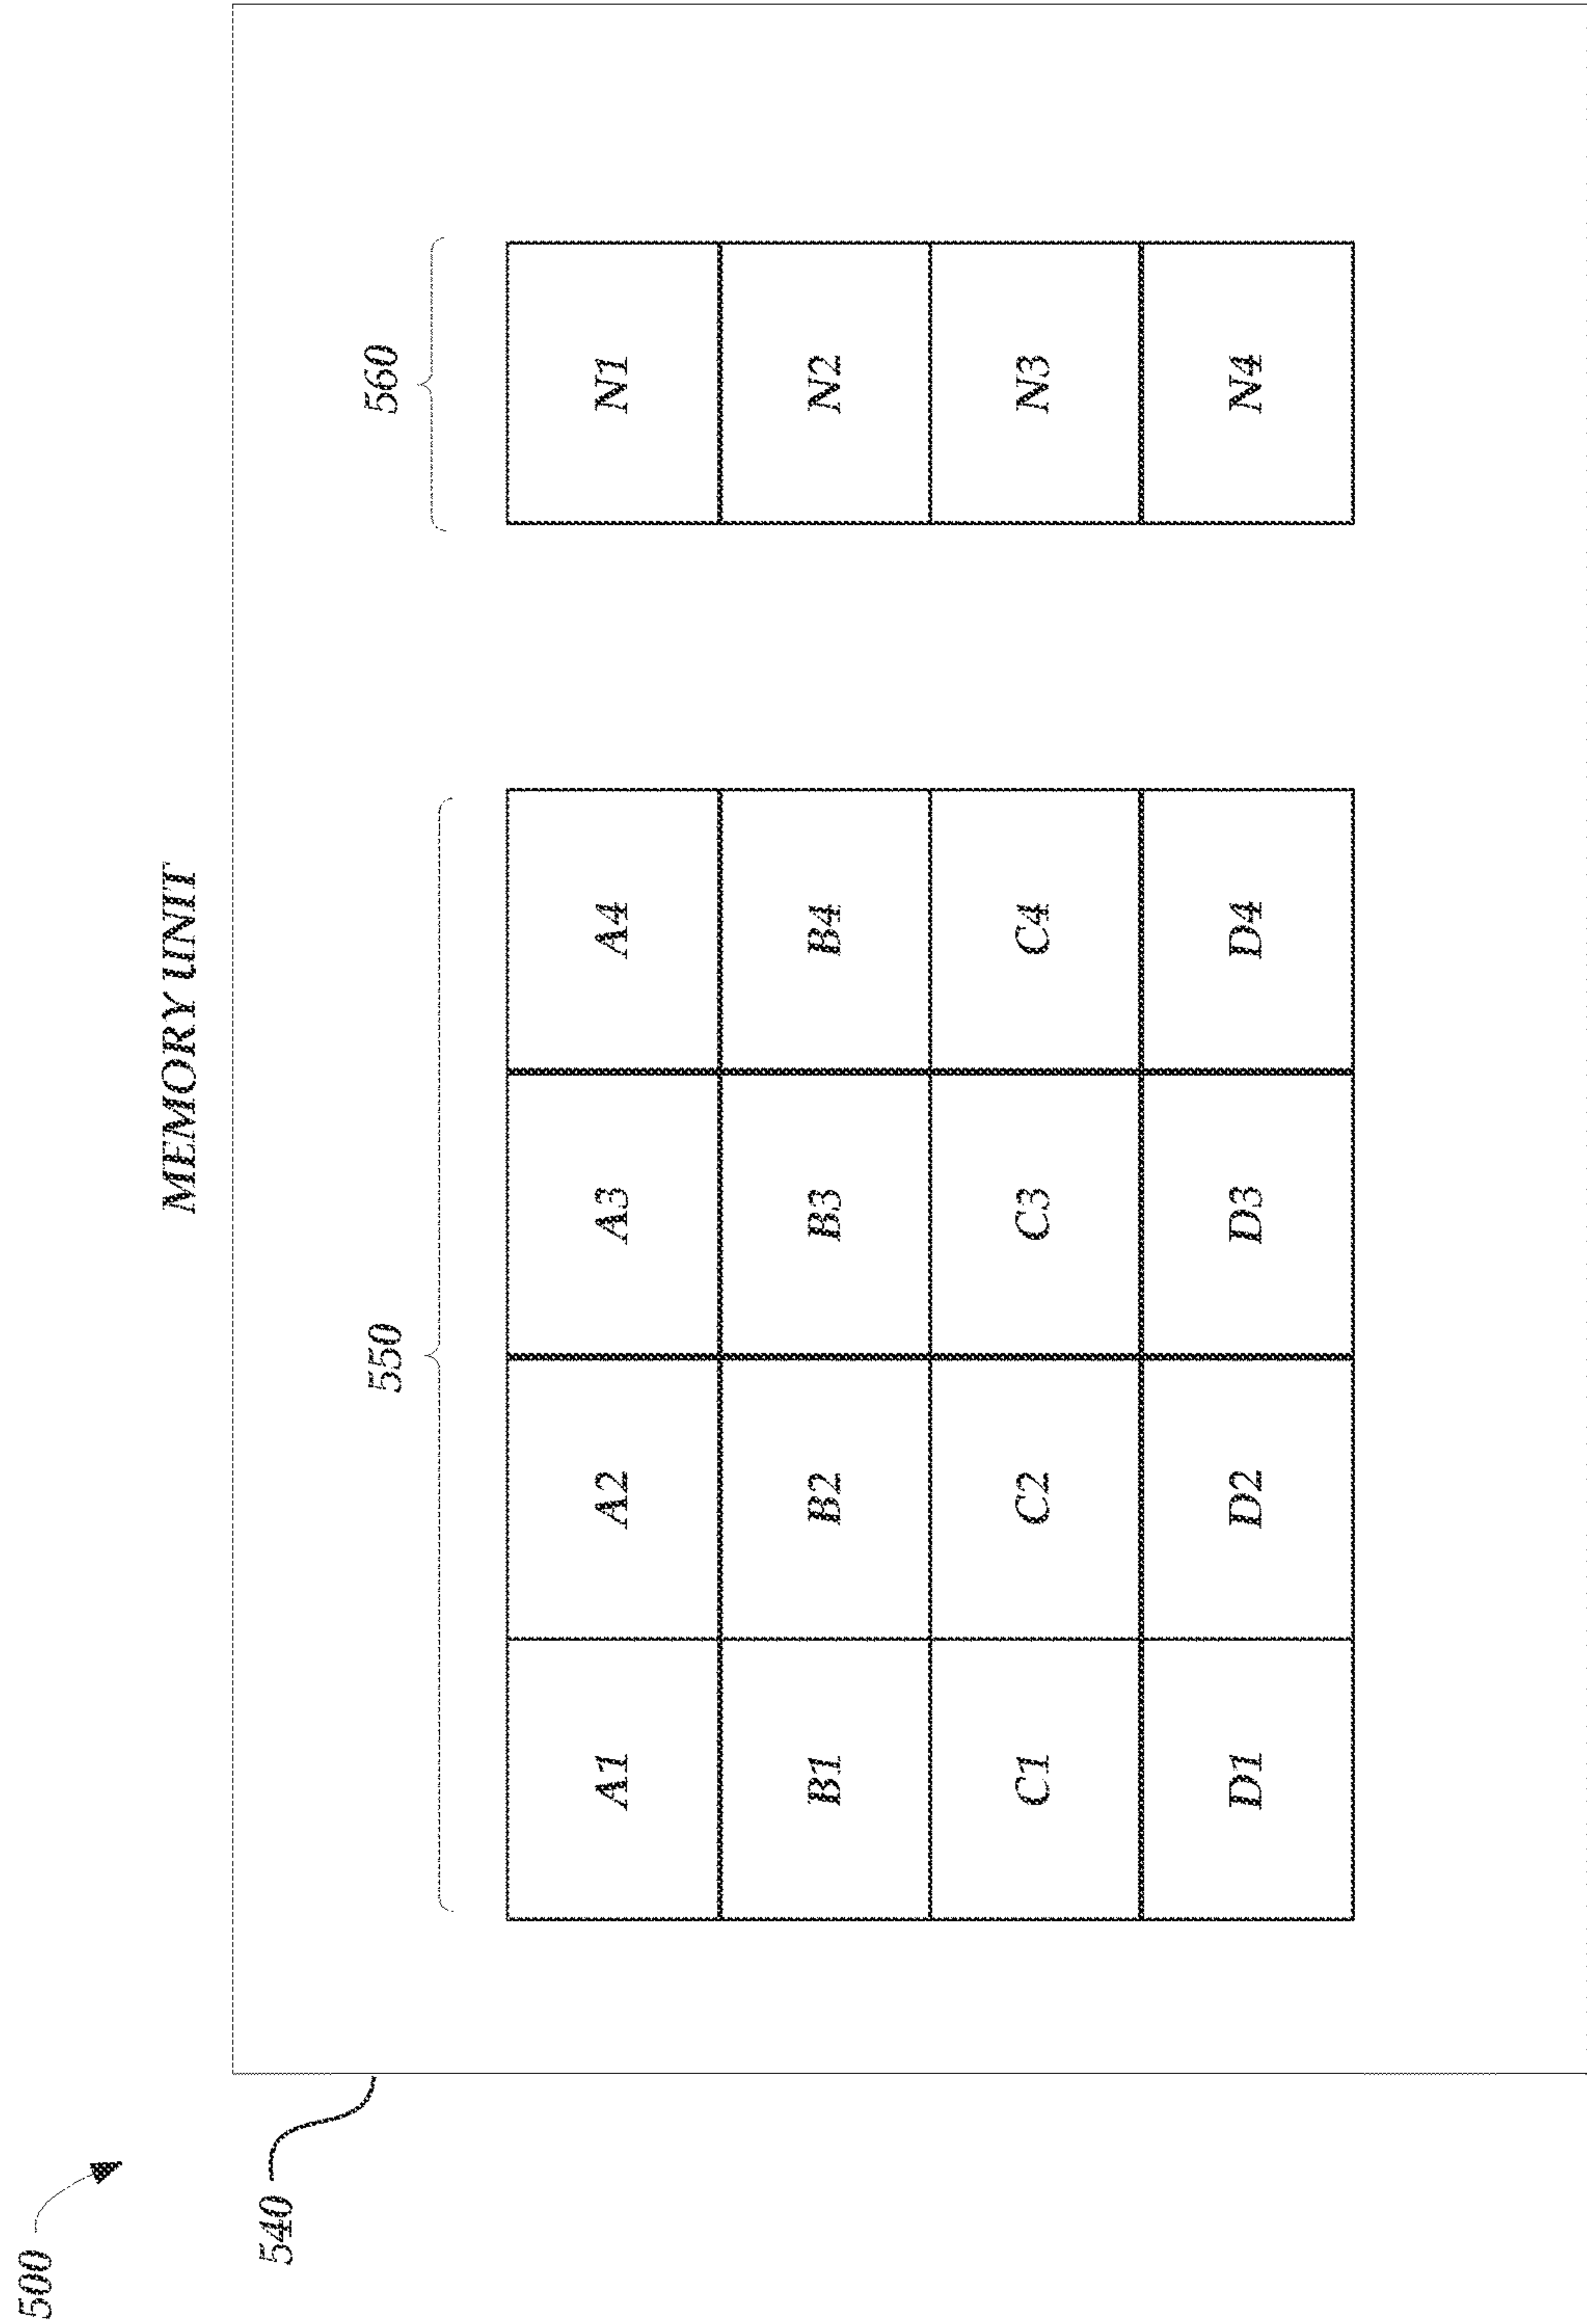 500
MEMORY UNIT
540
550
560
A1 A2 A3 A4 N1
B1 B2 B3 B4 N2
C1 C2 C3 C4 N3
D1 D2 D3 D4 N4